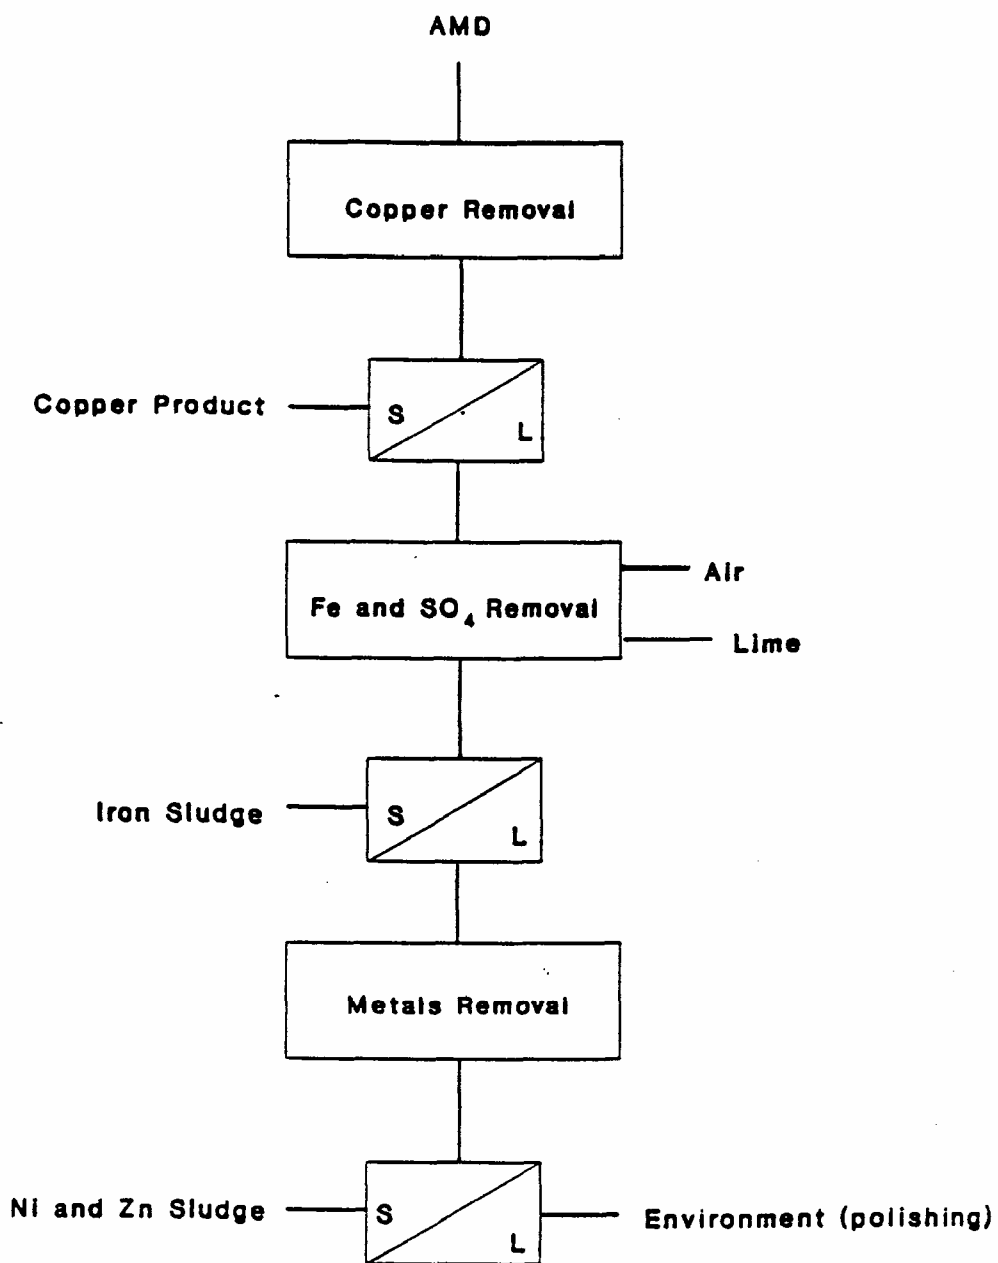 AMD
Copper Removal
Copper Product
S
L
Air
Fe and SO₄ Removal
Lime
Iron Sludge
S
L
Metals Removal
Ni and Zn Sludge
S
L
Environment (polishing)